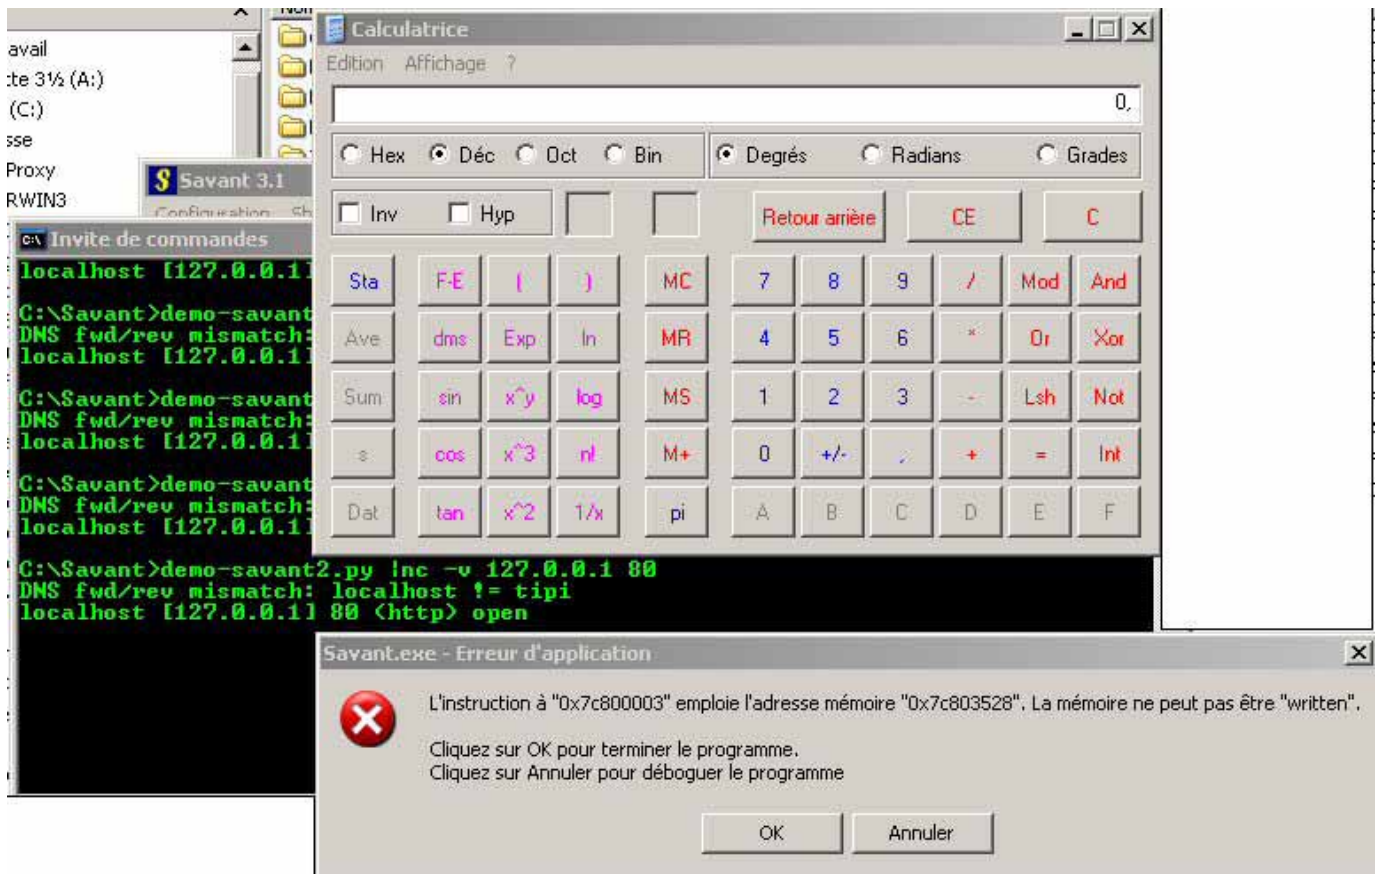 avail
tte 3½ (A:)
(C:)
sse
Proxy
RWIN3
Savant 3.1
Configuration Sh
Calculatrice
Edition Affichage ?
0,
Hex Déc Oct Bin Degrés Radians Grades
Inv Hyp Retour arrière CE C
Sta F-E ( ) MC 7 8 9 / Mod And
Ave dms Exp ln MR 4 5 6 * Or Xor
Sum sin x^y log MS 1 2 3 - Lsh Not
s cos x^3 n! M+ 0 +/- , + = Int
Dat tan x^2 1/x pi A B C D E F
Invite de commandes
localhost [127.0.0.1]
C:\Savant>demo-savant
DNS fwd/rev mismatch:
localhost [127.0.0.1]
C:\Savant>demo-savant
DNS fwd/rev mismatch:
localhost [127.0.0.1]
C:\Savant>demo-savant
DNS fwd/rev mismatch:
localhost [127.0.0.1]
C:\Savant>demo-savant2.py |nc -v 127.0.0.1 80
DNS fwd/rev mismatch: localhost != tipi
localhost [127.0.0.1] 80 (http) open
Savant.exe - Erreur d'application
L'instruction à "0x7c800003" emploie l'adresse mémoire "0x7c803528". La mémoire ne peut pas être "written".
Cliquez sur OK pour terminer le programme.
Cliquez sur Annuler pour déboguer le programme
OK Annuler